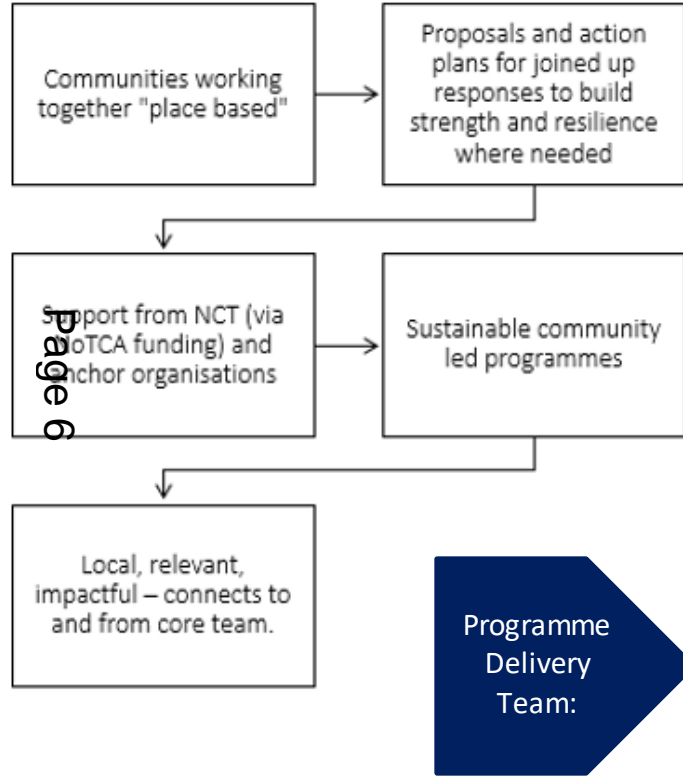 Communities working
together "place based"
Proposals and action
plans for joined up
responses to build
strength and resilience
where needed
Support from NCT (via
NoTCA funding) and
anchor organisations
Sustainable community
led programmes
Local, relevant,
impactful – connects to
and from core team.
Programme
Delivery
Team:
Page 6